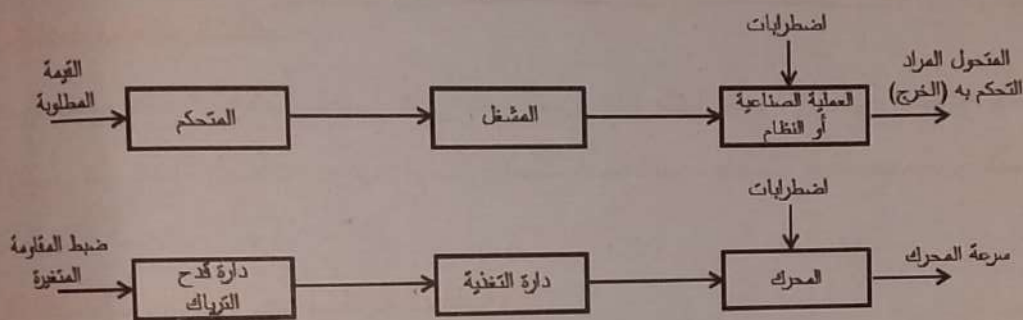 اضطرابات
القيمة
المطلوبة
المتحكم
المشغل
العملية الصناعية
أو النظام
المتحول المراد
التحكم به (الخرج)
اضطرابات
ضبط المقاومة
المتغيرة
دارة قدح
الترياك
دارة التغذية
المحرك
سرعة المحرك